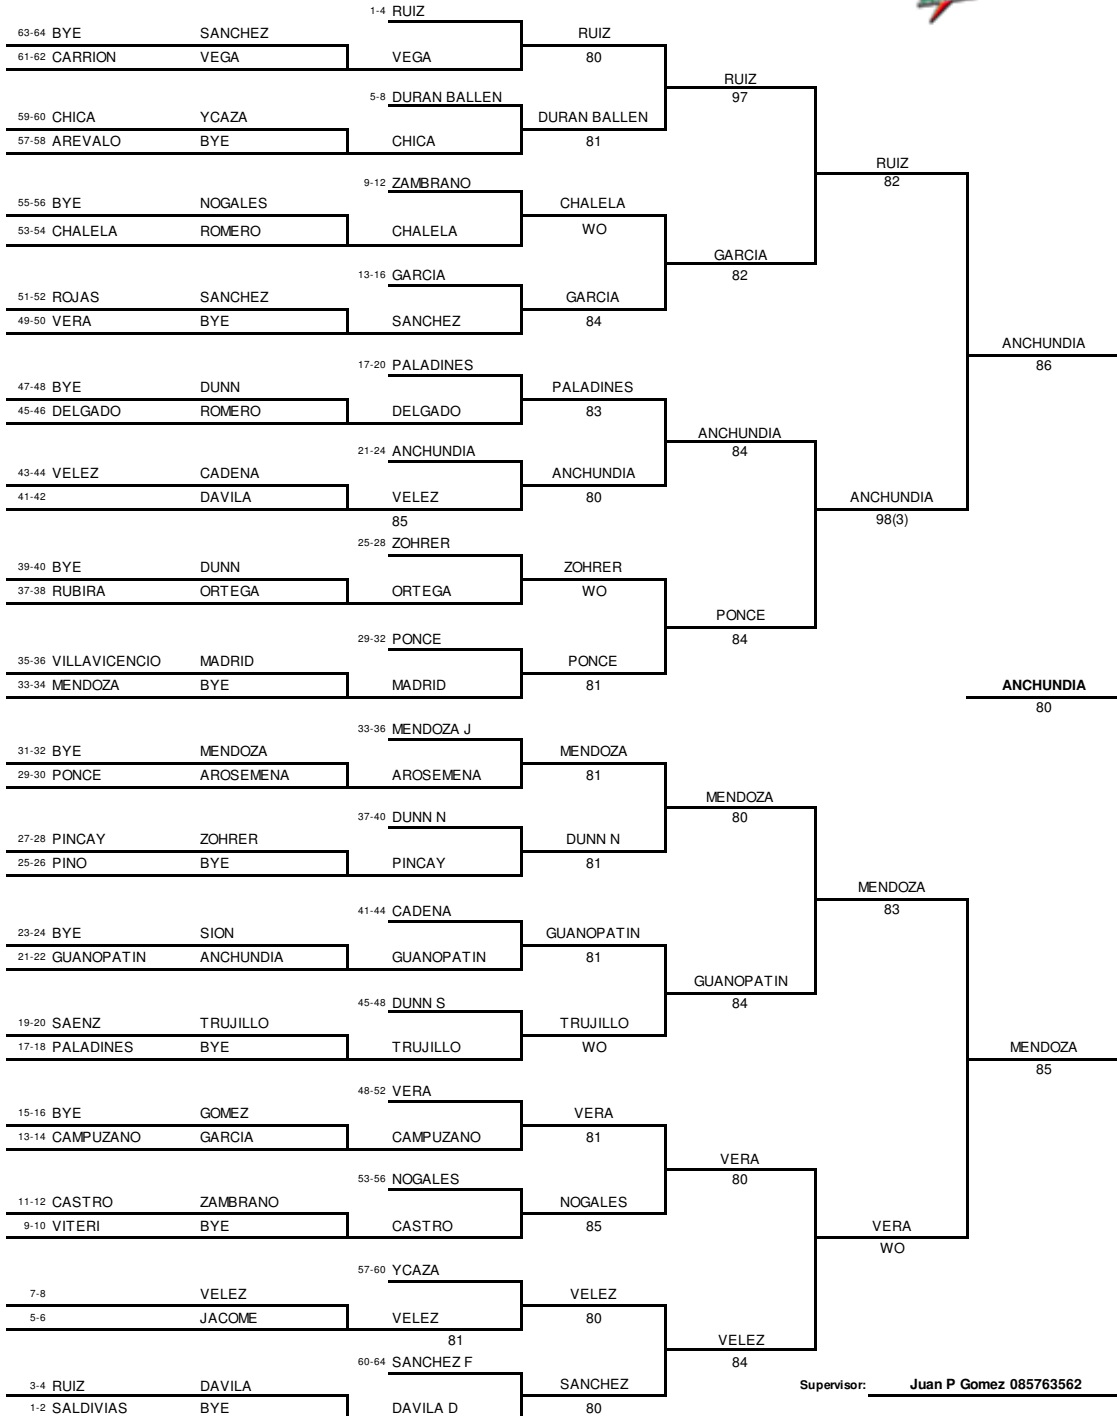 1-4 RUIZ
63-64 BYE SANCHEZ RUIZ
61-62 CARRION VEGA VEGA 80
RUIZ
5-8 DURAN BALLEN 97
59-60 CHICA YCAZA DURAN BALLEN
57-58 AREVALO BYE CHICA 81
RUIZ
9-12 ZAMBRANO 82
55-56 BYE NOGALES CHALELA
53-54 CHALELA ROMERO CHALELA WO
GARCIA
13-16 GARCIA 82
51-52 ROJAS SANCHEZ GARCIA
49-50 VERA BYE SANCHEZ 84
ANCHUNDIA
17-20 PALADINES 86
47-48 BYE DUNN PALADINES
45-46 DELGADO ROMERO DELGADO 83
ANCHUNDIA
21-24 ANCHUNDIA 84
43-44 VELEZ CADENA ANCHUNDIA
41-42 DAVILA VELEZ 80 ANCHUNDIA
85 98(3)
25-28 ZOHRER
39-40 BYE DUNN ZOHRER
37-38 RUBIRA ORTEGA ORTEGA WO
PONCE
29-32 PONCE 84
35-36 VILLAVICENCIO MADRID PONCE
33-34 MENDOZA BYE MADRID 81 ANCHUNDIA
80
33-36 MENDOZA J
31-32 BYE MENDOZA MENDOZA
29-30 PONCE AROSEMENA AROSEMENA 81
MENDOZA
37-40 DUNN N 80
27-28 PINCAY ZOHRER DUNN N
25-26 PINO BYE PINCAY 81
MENDOZA
41-44 CADENA 83
23-24 BYE SION GUANOPATIN
21-22 GUANOPATIN ANCHUNDIA GUANOPATIN 81
GUANOPATIN
45-48 DUNN S 84
19-20 SAENZ TRUJILLO TRUJILLO
17-18 PALADINES BYE TRUJILLO WO MENDOZA
85
48-52 VERA
15-16 BYE GOMEZ VERA
13-14 CAMPUZANO GARCIA CAMPUZANO 81
VERA
53-56 NOGALES 80
11-12 CASTRO ZAMBRANO NOGALES
9-10 VITERI BYE CASTRO 85 VERA
WO
57-60 YCAZA
7-8 VELEZ VELEZ
5-6 JACOME VELEZ 80
81 VELEZ
60-64 SANCHEZ F 84
3-4 RUIZ DAVILA SANCHEZ Supervisor: Juan P Gomez 085763562
1-2 SALDIVIAS BYE DAVILA D 80